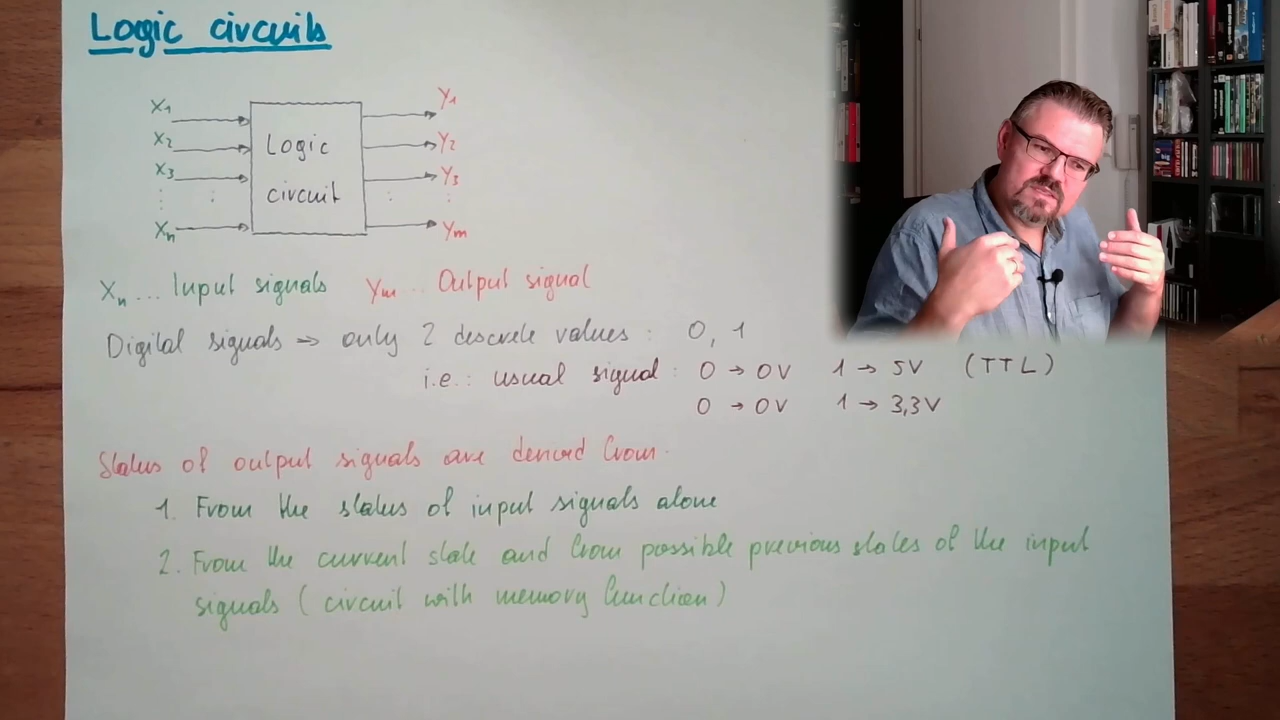 Logic circuits
X1
X2
X3
Xn
Logic
circuit
Y1
Y2
Y3
Ym
Xn ... Input signals Ym ... Output signal
Digital signals → only 2 descrete values : 0, 1
i.e.: usual signal : 0 → 0V 1 → 5V (TTL)
0 → 0V 1 → 3,3V
States of output signals are derived from:
1. From the states of input signals alone
2. From the current state and from possible previous states of the input
signals ( circuit with memory function )